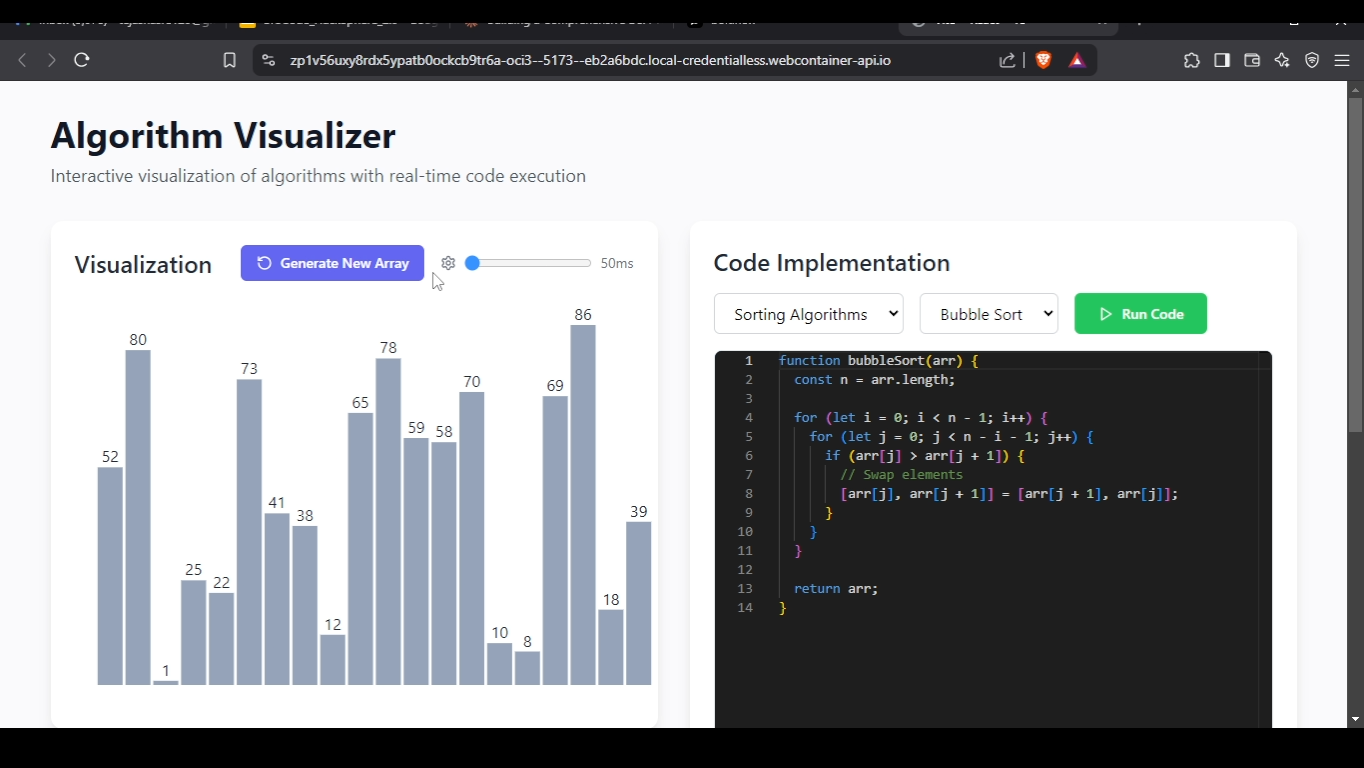 zp1v56uxy8rdx5ypatb0ockcb9tr6a-oci3--5173--eb2a6bdc.local-credentialless.webcontainer-api.io
Algorithm Visualizer
Interactive visualization of algorithms with real-time code execution
Visualization
Generate New Array
50ms
52
80
1
25
22
73
41
38
12
65
78
59
58
70
10
8
69
86
18
39
Code Implementation
Sorting Algorithms
Bubble Sort
Run Code
1 function bubbleSort(arr) {
2 const n = arr.length;
3
4 for (let i = 0; i < n - 1; i++) {
5 for (let j = 0; j < n - i - 1; j++) {
6 if (arr[j] > arr[j + 1]) {
7 // Swap elements
8 [arr[j], arr[j + 1]] = [arr[j + 1], arr[j]];
9 }
10 }
11 }
12
13 return arr;
14 }